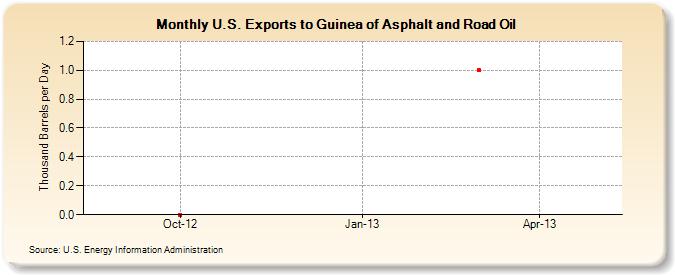 Monthly U.S. Exports to Guinea of Asphalt and Road Oil
Thousand Barrels per Day
1.2
1.0
0.8
0.6
0.4
0.2
0.0
Oct-12
Jan-13
Apr-13
Source: U.S. Energy Information Administration